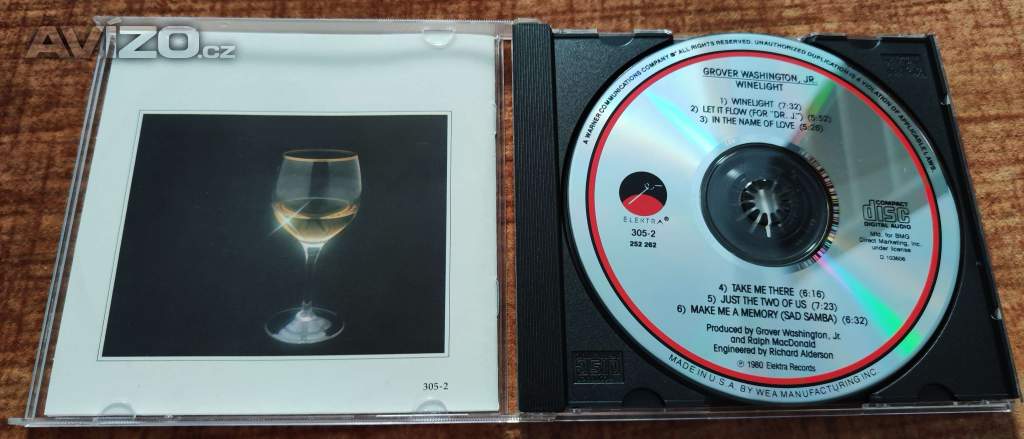 AVÍZO.cz
305-2
A WARNER COMMUNICATIONS COMPANY ALL RIGHTS RESERVED. UNAUTHORIZED DUPLICATION IS A VIOLATION OF APPLICABLE LAWS.
GROVER WASHINGTON, JR.
WINELIGHT
1) WINELIGHT (7:32)
2) LET IT FLOW (FOR "DR. J.") (5:52)
3) IN THE NAME OF LOVE (5:26)
ELEKTRA®
305-2
252 262
COMPACT
disc
DIGITAL AUDIO
Mfd. for BMG
Direct Marketing, Inc.
under license
D 103606
4) TAKE ME THERE (6:16)
5) JUST THE TWO OF US (7:23)
6) MAKE ME A MEMORY (SAD SAMBA) (6:32)
Produced by Grover Washington, Jr.
and Ralph MacDonald
Engineered by Richard Alderson
℗ 1980 Elektra Records
MADE IN U.S.A. BY WEA MANUFACTURING INC.